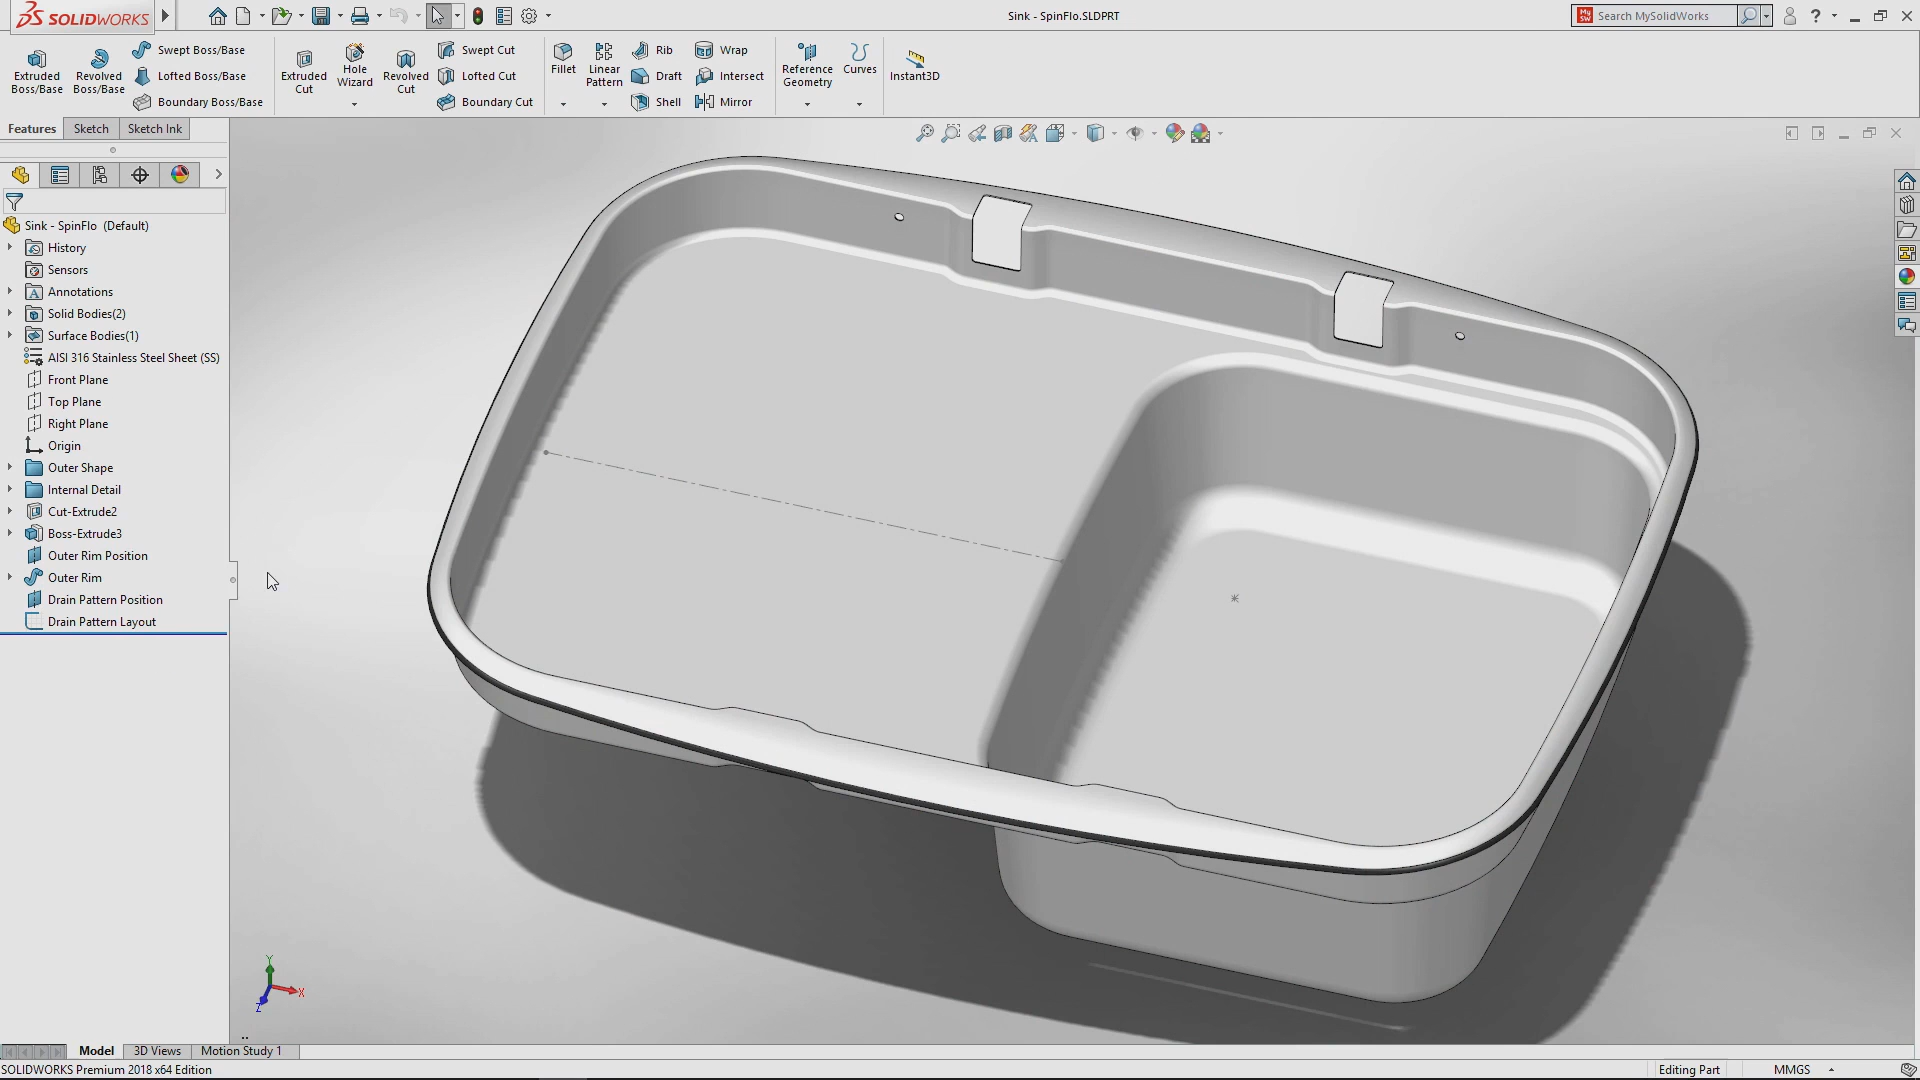 SOLIDWORKS
Sink - SpinFlo.SLDPRT
Search MySolidWorks
Extruded Boss/Base
Revolved Boss/Base
Swept Boss/Base
Lofted Boss/Base
Boundary Boss/Base
Extruded Cut
Hole Wizard
Revolved Cut
Swept Cut
Lofted Cut
Boundary Cut
Fillet
Linear Pattern
Rib
Draft
Shell
Wrap
Intersect
Mirror
Reference Geometry
Curves
Instant3D
Features
Sketch
Sketch Ink
Sink - SpinFlo (Default)
History
Sensors
Annotations
Solid Bodies(2)
Surface Bodies(1)
AISI 316 Stainless Steel Sheet (SS)
Front Plane
Top Plane
Right Plane
Origin
Outer Shape
Internal Detail
Cut-Extrude2
Boss-Extrude3
Outer Rim Position
Outer Rim
Drain Pattern Position
Drain Pattern Layout
Y
X
Z
Model
3D Views
Motion Study 1
SOLIDWORKS Premium 2018 x64 Edition
Editing Part
MMGS